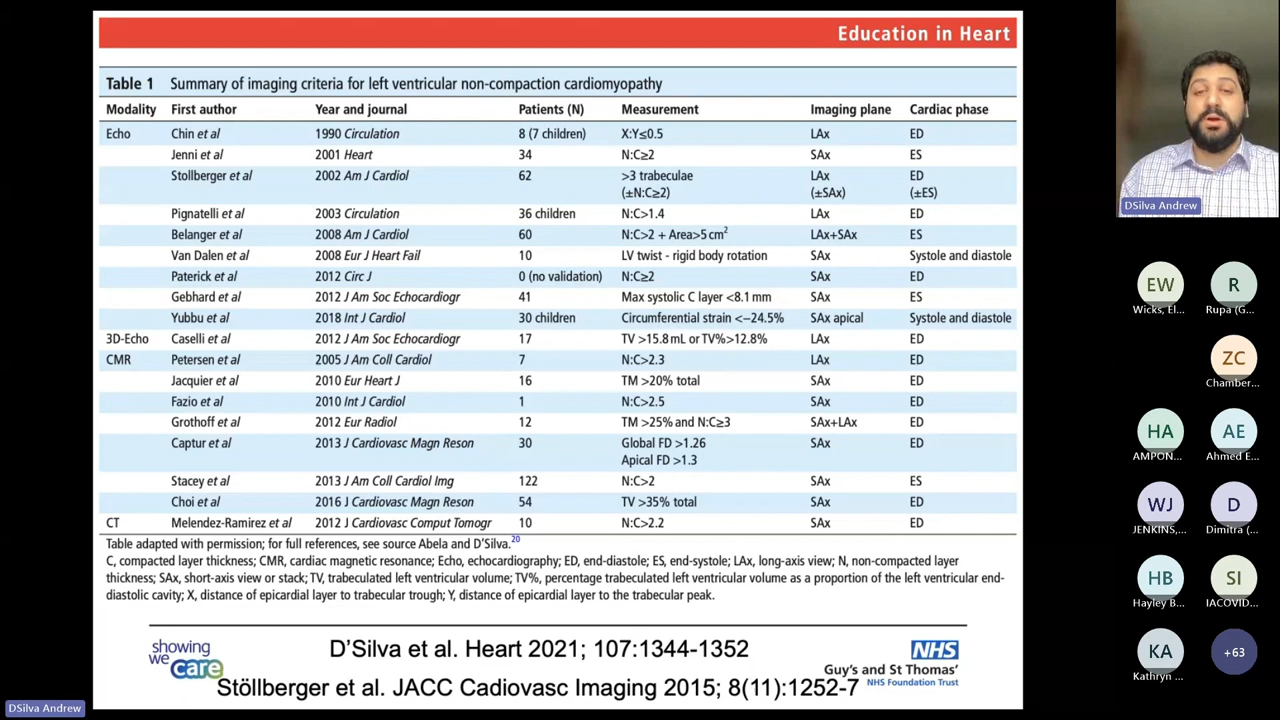 Education in Heart
Table 1 Summary of imaging criteria for left ventricular non-compaction cardiomyopathy
Modality First author Year and journal Patients (N) Measurement Imaging plane Cardiac phase
Echo Chin et al 1990 Circulation 8 (7 children) X:Y≤0.5 LAx ED
Jenni et al 2001 Heart 34 N:C≥2 SAx ES
Stollberger et al 2002 Am J Cardiol 62 >3 trabeculae LAx ED
(±N:C≥2) (±SAx) (±ES)
Pignatelli et al 2003 Circulation 36 children N:C>1.4 LAx ED
Belanger et al 2008 Am J Cardiol 60 N:C>2 + Area>5 cm² LAx+SAx ES
Van Dalen et al 2008 Eur J Heart Fail 10 LV twist - rigid body rotation SAx Systole and diastole
Paterick et al 2012 Circ J 0 (no validation) N:C≥2 SAx ED
Gebhard et al 2012 J Am Soc Echocardiogr 41 Max systolic C layer <8.1 mm SAx ES
Yubbu et al 2018 Int J Cardiol 30 children Circumferential strain <−24.5% SAx apical Systole and diastole
3D-Echo Caselli et al 2012 J Am Soc Echocardiogr 17 TV >15.8 mL or TV%>12.8% LAx ED
CMR Petersen et al 2005 J Am Coll Cardiol 7 N:C>2.3 LAx ED
Jacquier et al 2010 Eur Heart J 16 TM >20% total SAx ED
Fazio et al 2010 Int J Cardiol 1 N:C>2.5 SAx ED
Grothoff et al 2012 Eur Radiol 12 TM >25% and N:C≥3 SAx+LAx ED
Captur et al 2013 J Cardiovasc Magn Reson 30 Global FD >1.26 SAx ED
Apical FD >1.3
Stacey et al 2013 J Am Coll Cardiol Img 122 N:C>2 SAx ES
Choi et al 2016 J Cardiovasc Magn Reson 54 TV >35% total SAx ED
CT Melendez-Ramirez et al 2012 J Cardiovasc Comput Tomogr 10 N:C>2.2 SAx ED
Table adapted with permission; for full references, see source Abela and D'Silva.²⁰
C, compacted layer thickness; CMR, cardiac magnetic resonance; Echo, echocardiography; ED, end-diastole; ES, end-systole; LAx, long-axis view; N, non-compacted layer
thickness; SAx, short-axis view or stack; TV, trabeculated left ventricular volume; TV%, percentage trabeculated left ventricular volume as a proportion of the left ventricular end-
diastolic cavity; X, distance of epicardial layer to trabecular trough; Y, distance of epicardial layer to the trabecular peak.
showing
we care
D'Silva et al. Heart 2021; 107:1344-1352
NHS
Guy's and St Thomas'
NHS Foundation Trust
Stöllberger et al. JACC Cadiovasc Imaging 2015; 8(11):1252-7
DSilva Andrew
DSilva Andrew
EW R
Wicks, El... Rupa (G...
ZC
Chamber...
HA AE
AMPON... Ahmed E...
WJ D
JENKINS,... Dimitra (...
HB SI
Hayley B... IACOVID...
KA +63
Kathryn ...